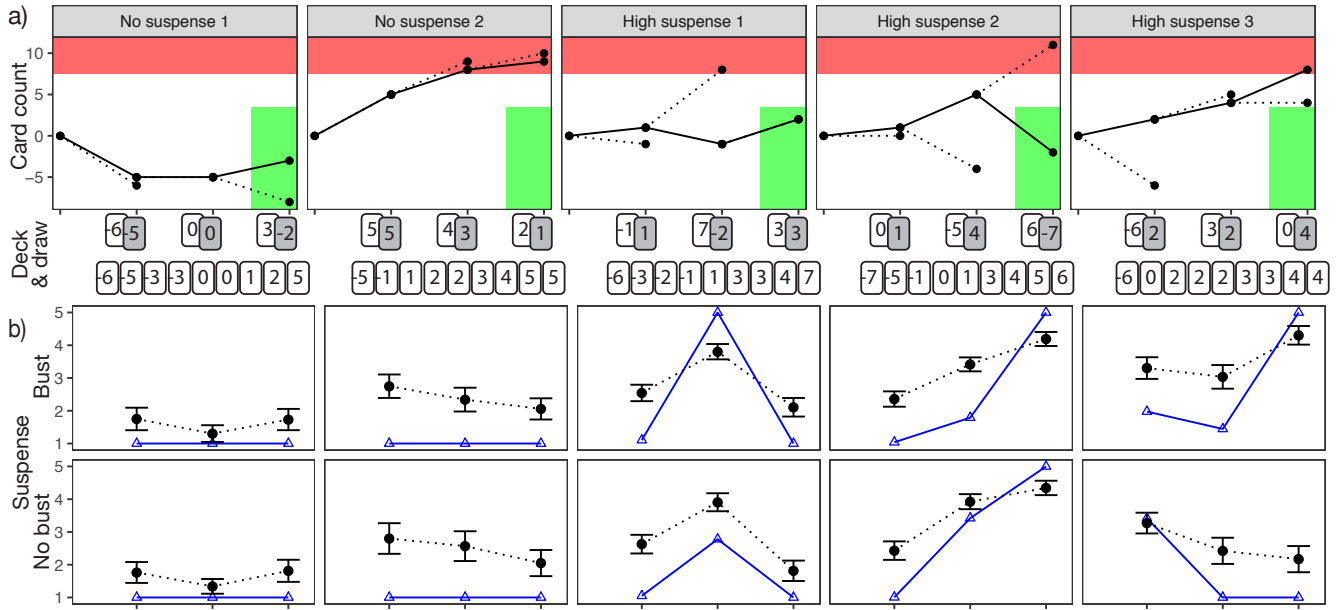 a)
No suspense 1 No suspense 2 High suspense 1 High suspense 2 High suspense 3
Card count
10
5
0
−5
Deck & draw
-6 -5 0 0 3 -2 5 5 4 3 2 1 -1 1 7 -2 3 3 0 1 -5 4 6 -7 -6 2 3 2 0 4
-6 -5 -3 -3 0 0 1 2 5 -5 -1 1 2 2 3 4 5 5 -6 -3 -2 -1 1 3 3 4 7 -7 -5 -1 0 1 3 4 5 6 -6 0 2 2 2 3 3 4 4
b)
Suspense
Bust
5
4
3
2
1
No bust
5
4
3
2
1